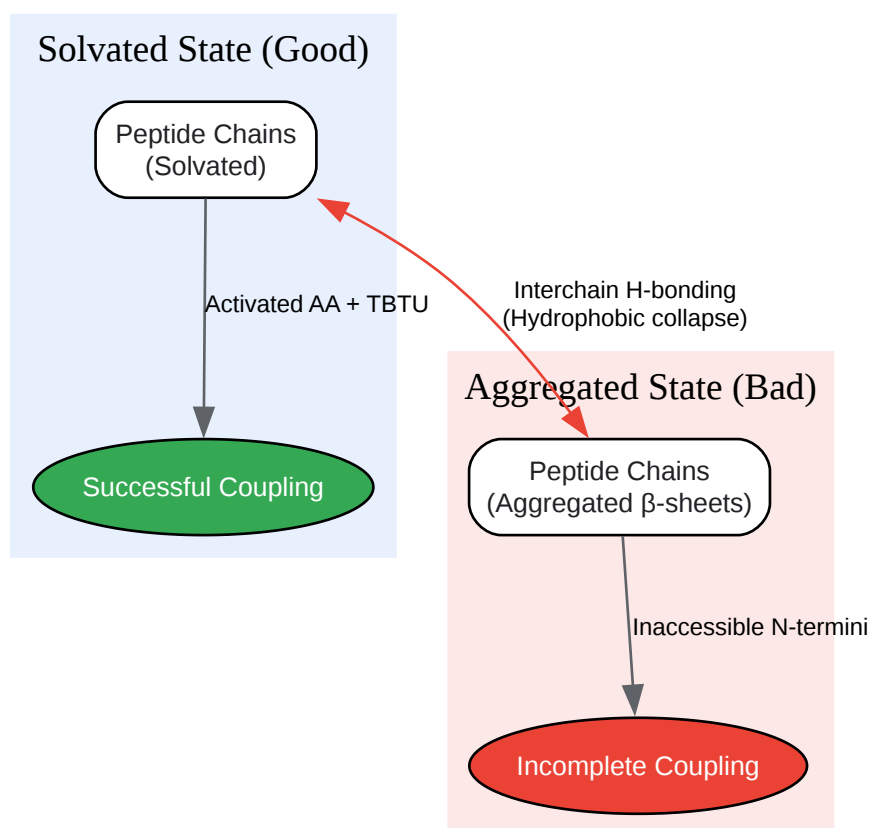 Solvated State (Good)
Peptide Chains
(Solvated)
Activated AA + TBTU
Successful Coupling
Interchain H-bonding
(Hydrophobic collapse)
Aggregated State (Bad)
Peptide Chains
(Aggregated β-sheets)
Inaccessible N-termini
Incomplete Coupling